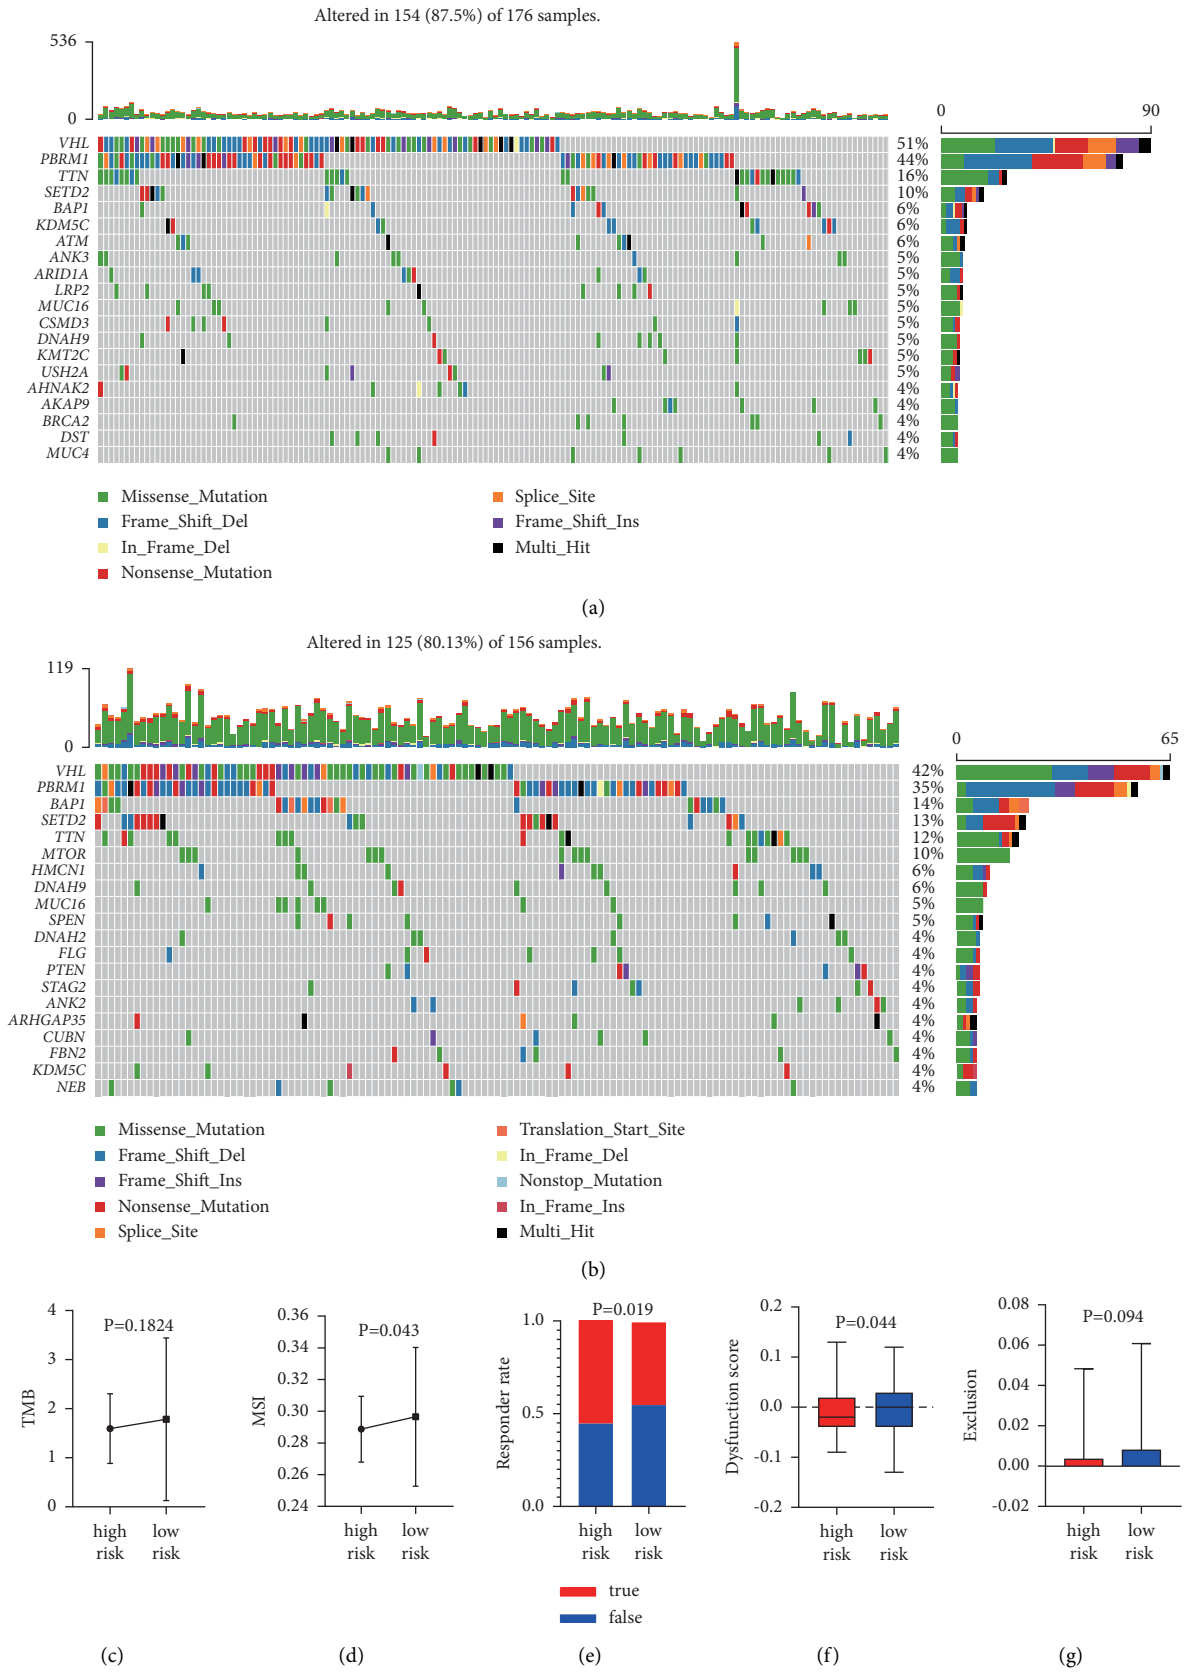 Altered in 154 (87.5%) of 176 samples.
536
0
0 90
VHL 51%
PBRM1 44%
TTN 16%
SETD2 10%
BAP1 6%
KDM5C 6%
ATM 6%
ANK3 5%
ARID1A 5%
LRP2 5%
MUC16 5%
CSMD3 5%
DNAH9 5%
KMT2C 5%
USH2A 5%
AHNAK2 4%
AKAP9 4%
BRCA2 4%
DST 4%
MUC4 4%
Missense_Mutation
Frame_Shift_Del
In_Frame_Del
Nonsense_Mutation
Splice_Site
Frame_Shift_Ins
Multi_Hit
(a)
Altered in 125 (80.13%) of 156 samples.
119
0
0 65
VHL 42%
PBRM1 35%
BAP1 14%
SETD2 13%
TTN 12%
MTOR 10%
HMCN1 6%
DNAH9 6%
MUC16 5%
SPEN 5%
DNAH2 4%
FLG 4%
PTEN 4%
STAG2 4%
ANK2 4%
ARHGAP35 4%
CUBN 4%
FBN2 4%
KDM5C 4%
NEB 4%
Missense_Mutation
Frame_Shift_Del
Frame_Shift_Ins
Nonsense_Mutation
Splice_Site
Translation_Start_Site
In_Frame_Del
Nonstop_Mutation
In_Frame_Ins
Multi_Hit
(b)
TMB
4
3
2
1
0
P=0.1824
high
risk
low
risk
(c)
MSI
0.36
0.34
0.32
0.30
0.28
0.26
0.24
P=0.043
high
risk
low
risk
(d)
Responder rate
1.0
0.5
0.0
P=0.019
high
risk
low
risk
true
false
(e)
Dysfunction score
0.2
0.1
0.0
-0.1
-0.2
P=0.044
high
risk
low
risk
(f)
Exclusion
0.08
0.06
0.04
0.02
0.00
-0.02
P=0.094
high
risk
low
risk
(g)